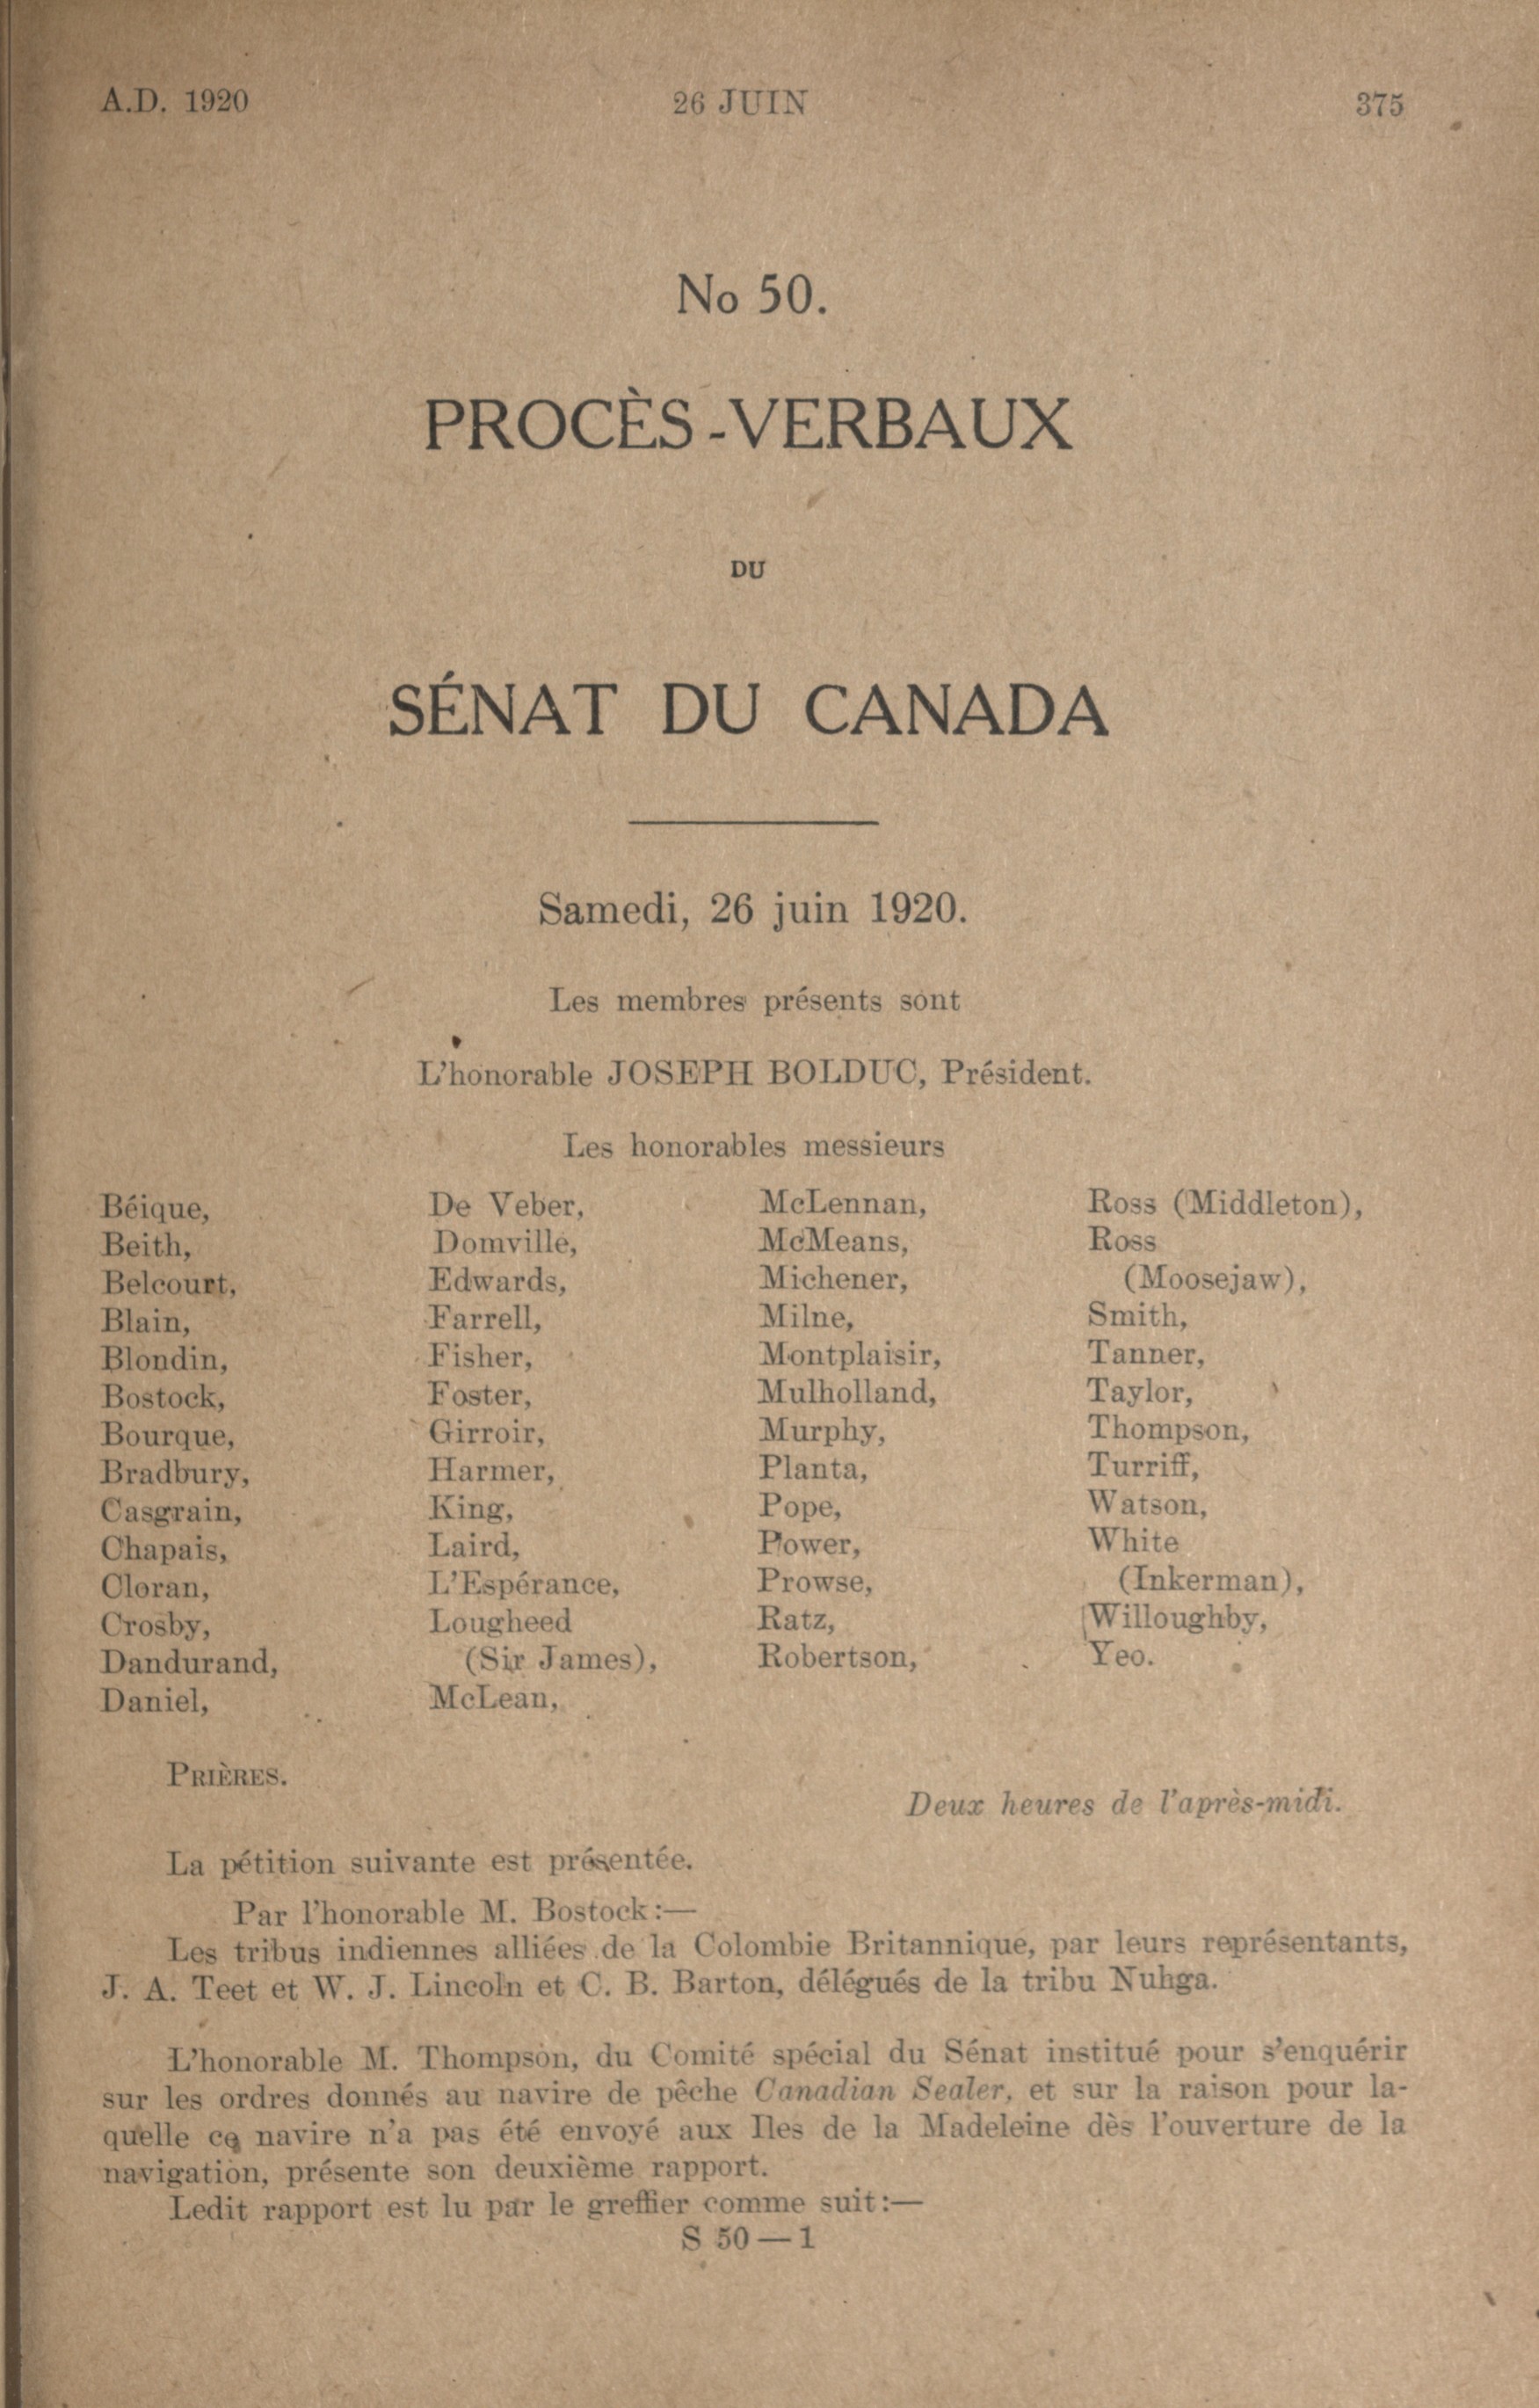 A.D. 1920
26 JUIN
375
No 50.
PROCÈS-VERBAUX
DU
SÉNAT DU CANADA
Samedi, 26 juin 1920.
Les membres présents sont
L'honorable JOSEPH BOLDUC, Président.
Les honorables messieurs
Béique,
Beith,
Belcourt,
Blain,
Blondin,
Bostock,
Bourque,
Bradbury,
Casgrain,
Chapais,
Cloran,
Crosby,
Dandurand,
Daniel,
De Veber,
Domville,
Edwards,
Farrell,
Fisher,
Foster,
Girroir,
Harmer,
King,
Laird,
L'Espérance,
Lougheed
(Sir James),
McLean,
McLennan,
McMeans,
Michener,
Milne,
Montplaisir,
Mulholland,
Murphy,
Planta,
Pope,
Power,
Prowse,
Ratz,
Robertson,
Ross (Middleton),
Ross
(Moosejaw),
Smith,
Tanner,
Taylor,
Thompson,
Turriff,
Watson,
White
(Inkerman),
Willoughby,
Yeo.
PRIÈRES.
Deux heures de l'après-midi.
La pétition suivante est présentée.
Par l'honorable M. Bostock:—
Les tribus indiennes alliées de la Colombie Britannique, par leurs représentants,
J. A. Teet et W. J. Lincoln et C. B. Barton, délégués de la tribu Nuhga.
L'honorable M. Thompson, du Comité spécial du Sénat institué pour s'enquérir
sur les ordres donnés au navire de pêche Canadian Sealer, et sur la raison pour la-
quelle ce navire n'a pas été envoyé aux Iles de la Madeleine dès l'ouverture de la
navigation, présente son deuxième rapport.
Ledit rapport est lu par le greffier comme suit:—
S 50—1